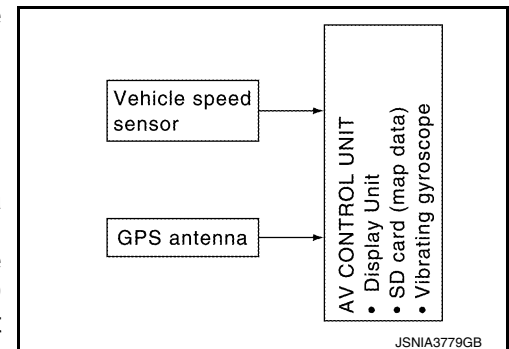 Vehicle speed
sensor
GPS antenna
AV CONTROL UNIT
• Display Unit
• SD card (map data)
• Vibrating gyroscope
JSNIA3779GB